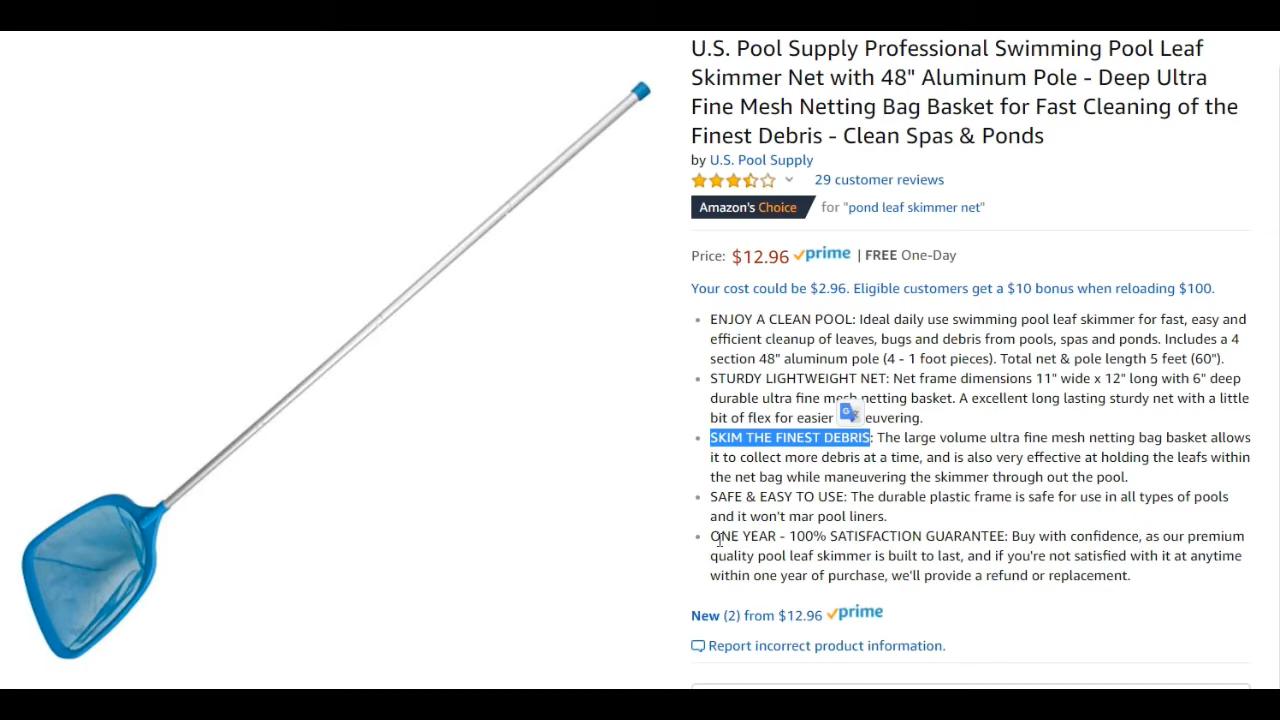 U.S. Pool Supply Professional Swimming Pool Leaf
Skimmer Net with 48" Aluminum Pole - Deep Ultra
Fine Mesh Netting Bag Basket for Fast Cleaning of the
Finest Debris - Clean Spas & Ponds
by U.S. Pool Supply
29 customer reviews
Amazon's Choice for "pond leaf skimmer net"
Price: $12.96 prime | FREE One-Day
Your cost could be $2.96. Eligible customers get a $10 bonus when reloading $100.
ENJOY A CLEAN POOL: Ideal daily use swimming pool leaf skimmer for fast, easy and
efficient cleanup of leaves, bugs and debris from pools, spas and ponds. Includes a 4
section 48" aluminum pole (4 - 1 foot pieces). Total net & pole length 5 feet (60").
STURDY LIGHTWEIGHT NET: Net frame dimensions 11" wide x 12" long with 6" deep
durable ultra fine mesh netting basket. A excellent long lasting sturdy net with a little
bit of flex for easier euvering.
SKIM THE FINEST DEBRIS: The large volume ultra fine mesh netting bag basket allows
it to collect more debris at a time, and is also very effective at holding the leafs within
the net bag while maneuvering the skimmer through out the pool.
SAFE & EASY TO USE: The durable plastic frame is safe for use in all types of pools
and it won't mar pool liners.
ONE YEAR - 100% SATISFACTION GUARANTEE: Buy with confidence, as our premium
quality pool leaf skimmer is built to last, and if you're not satisfied with it at anytime
within one year of purchase, we'll provide a refund or replacement.
New (2) from $12.96 prime
Report incorrect product information.